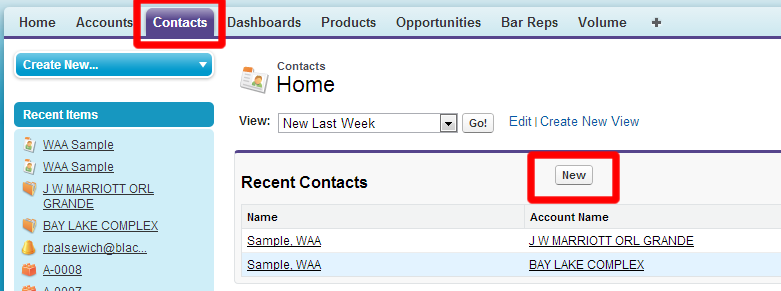 Home Accounts Contacts Dashboards Products Opportunities Bar Reps Volume +
Create New...
Recent Items
WAA Sample
WAA Sample
J W MARRIOTT ORL
GRANDE
BAY LAKE COMPLEX
rbalsewich@blac...
A-0008
A-0007
Contacts
Home
View: New Last Week Go! Edit | Create New View
Recent Contacts New
Name Account Name
Sample, WAA J W MARRIOTT ORL GRANDE
Sample, WAA BAY LAKE COMPLEX